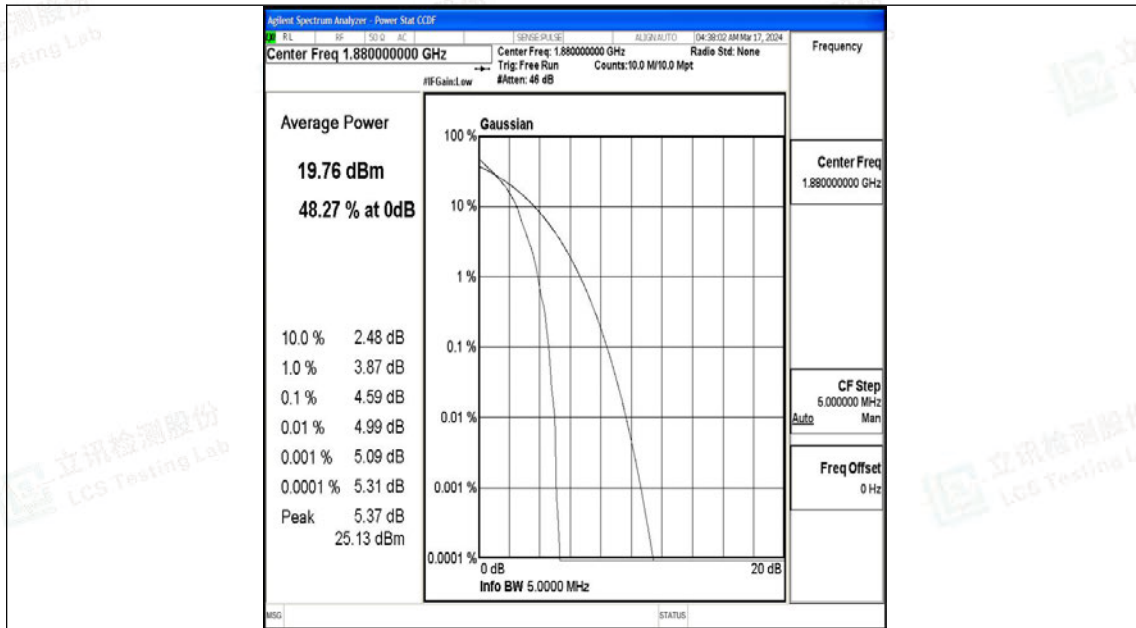 Agilent Spectrum Analyzer - Power Stat CCDF
RL RF 50 Ω AC SENSE:PULSE ALIGNAUTO 04:38:02 AM Mar 17, 2024
Center Freq 1.880000000 GHz
Center Freq: 1.880000000 GHz Radio Std: None
Trig: Free Run Counts:10.0 M/10.0 Mpt
#IFGain:Low #Atten: 46 dB
Frequency
Average Power
19.76 dBm
48.27 % at 0dB
10.0 % 2.48 dB
1.0 % 3.87 dB
0.1 % 4.59 dB
0.01 % 4.99 dB
0.001 % 5.09 dB
0.0001 % 5.31 dB
Peak 5.37 dB
25.13 dBm
Gaussian
100 %
10 %
1 %
0.1 %
0.01 %
0.001 %
0.0001 %
0 dB 20 dB
Info BW 5.0000 MHz
Center Freq
1.880000000 GHz
CF Step
5.000000 MHz
Auto Man
Freq Offset
0 Hz
MSG STATUS
立讯检测股份
LCS Testing Lab
立讯检测股份
LCS Testing L